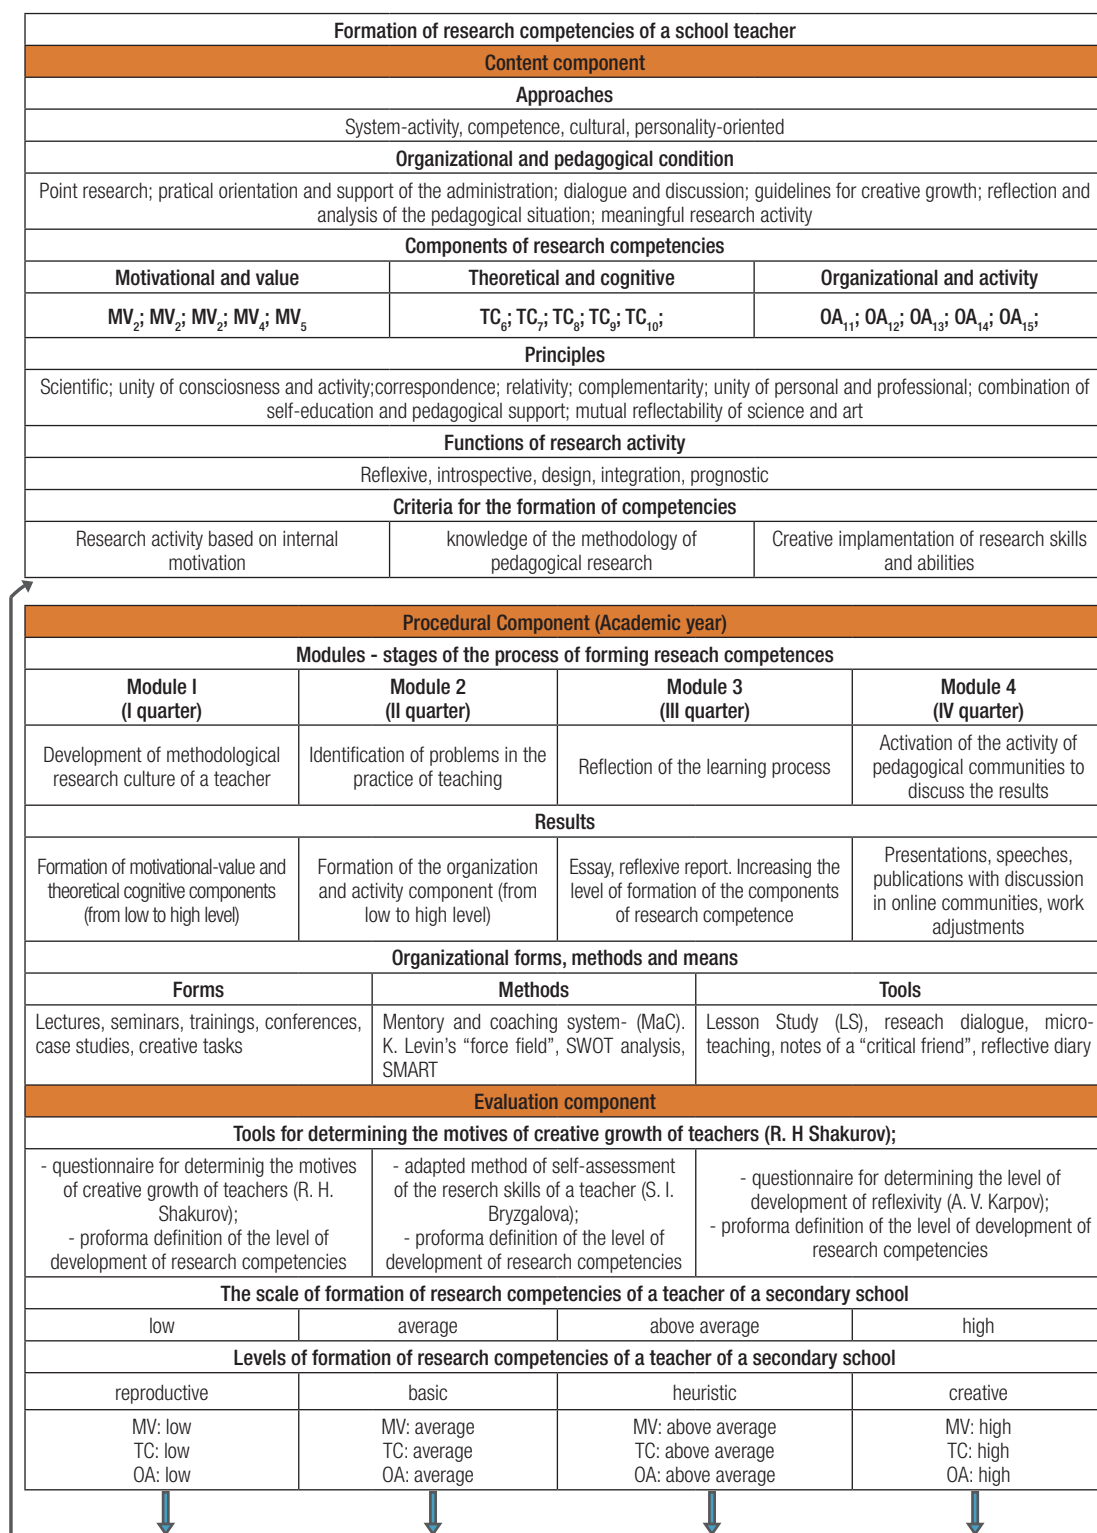 Formation of research competencies of a school teacher
Content component
Approaches
System-activity, competence, cultural, personality-oriented
Organizational and pedagogical condition
Point research; pratical orientation and support of the administration; dialogue and discussion; guidelines for creative growth; reflection and
analysis of the pedagogical situation; meaningful research activity
Components of research competencies
Motivational and value
Theoretical and cognitive
Organizational and activity
MV2; MV2; MV2; MV4; MV5
TC6; TC7; TC8; TC9; TC10;
OA11; OA12; OA13; OA14; OA15;
Principles
Scientific; unity of consciosness and activity;correspondence; relativity; complementarity; unity of personal and professional; combination of
self-education and pedagogical support; mutual reflectability of science and art
Functions of research activity
Reflexive, introspective, design, integration, prognostic
Criteria for the formation of competencies
Research activity based on internal
motivation
knowledge of the methodology of
pedagogical research
Creative implamentation of research skills
and abilities
Procedural Component (Academic year)
Modules - stages of the process of forming reseach competences
Module I
(I quarter)
Module 2
(II quarter)
Module 3
(III quarter)
Module 4
(IV quarter)
Development of methodological
research culture of a teacher
Identification of problems in the
practice of teaching
Reflection of the learning process
Activation of the activity of
pedagogical communities to
discuss the results
Results
Formation of motivational-value and
theoretical cognitive components
(from low to high level)
Formation of the organization
and activity component (from
low to high level)
Essay, reflexive report. Increasing the
level of formation of the components
of research competence
Presentations, speeches,
publications with discussion
in online communities, work
adjustments
Organizational forms, methods and means
Forms
Methods
Tools
Lectures, seminars, trainings, conferences,
case studies, creative tasks
Mentory and coaching system- (MaC).
K. Levin's “force field”, SWOT analysis,
SMART
Lesson Study (LS), reseach dialogue, micro-
teaching, notes of a “critical friend”, reflective diary
Evaluation component
Tools for determining the motives of creative growth of teachers (R. H Shakurov);
- questionnaire for determinig the motives
of creative growth of teachers (R. H.
Shakurov);
- proforma definition of the level of
development of research competencies
- adapted method of self-assessment
of the reserch skills of a teacher (S. I.
Bryzgalova);
- proforma definition of the level of
development of research competencies
- questionnaire for determining the level of
development of reflexivity (A. V. Karpov);
- proforma definition of the level of development of
research competencies
The scale of formation of research competencies of a teacher of a secondary school
low
average
above average
high
Levels of formation of research competencies of a teacher of a secondary school
reproductive
basic
heuristic
creative
MV: low
TC: low
OA: low
MV: average
TC: average
OA: average
MV: above average
TC: above average
OA: above average
MV: high
TC: high
OA: high